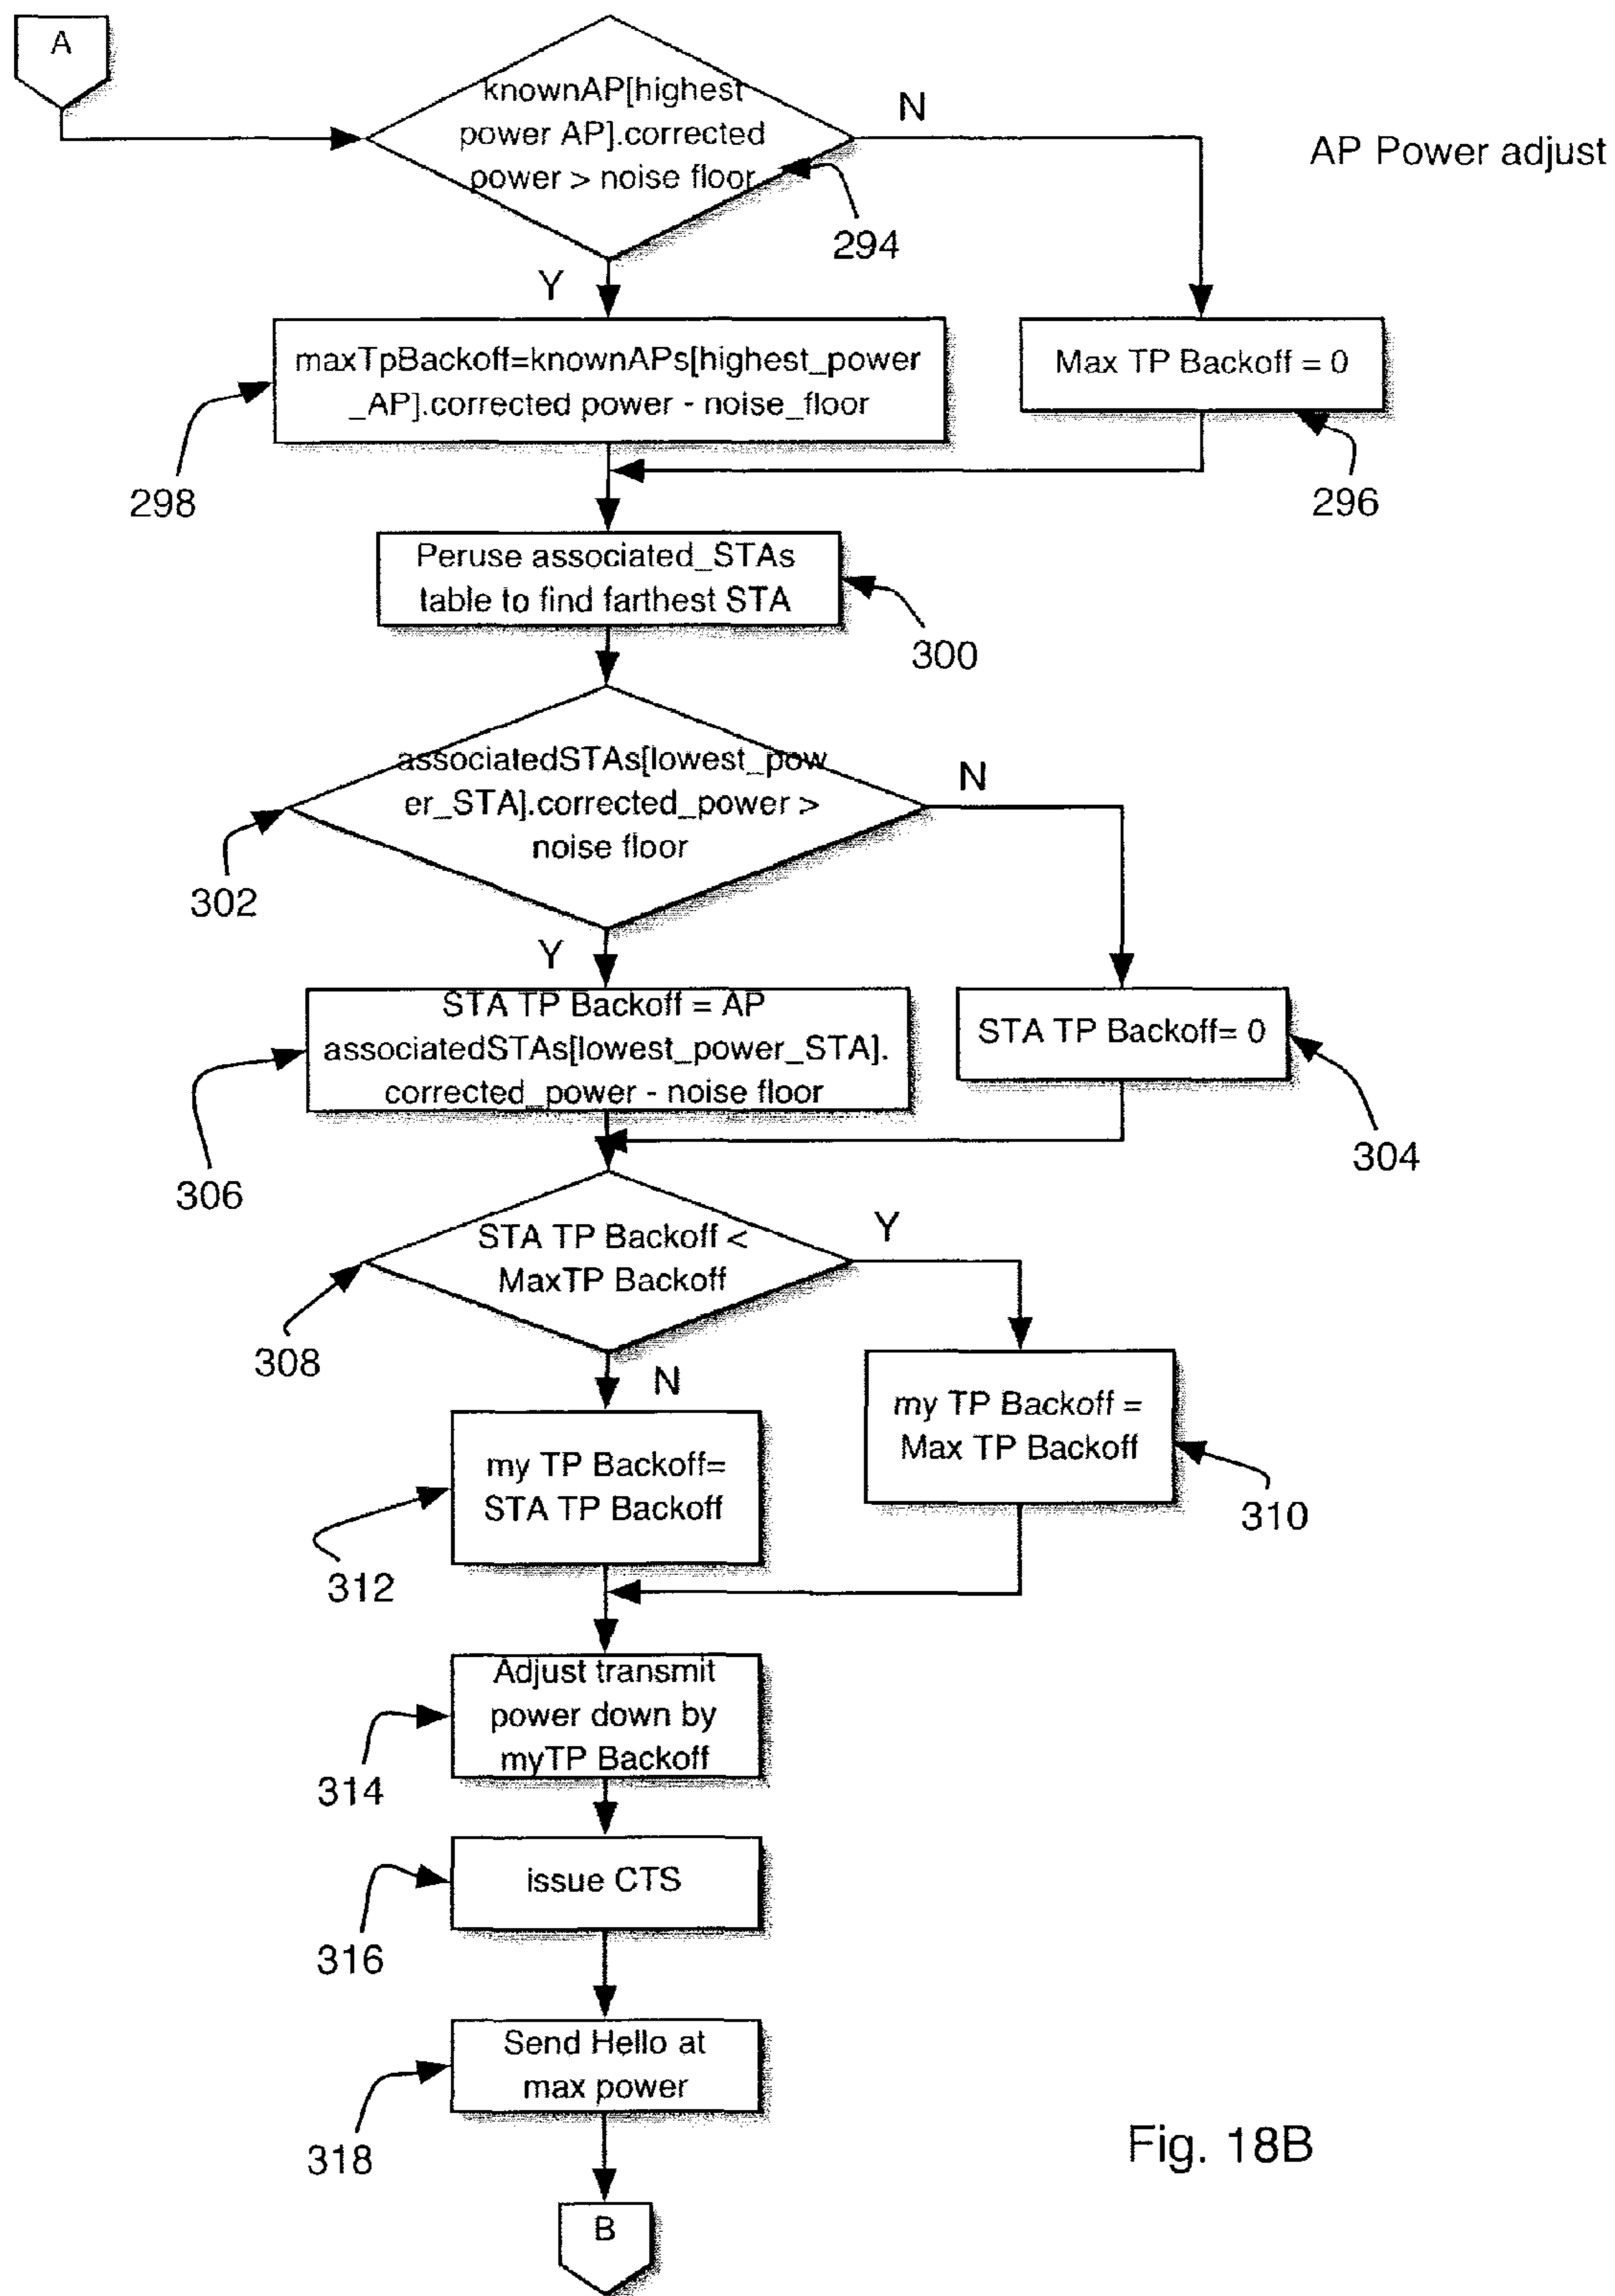 A
knownAP[highest
power AP].corrected
power > noise floor
N
AP Power adjust
294
Y
maxTpBackoff=knownAPs[highest_power
_AP].corrected power - noise_floor
Max TP Backoff = 0
298
296
Peruse associated_STAs
table to find farthest STA
300
associatedSTAs[lowest_pow
er_STA].corrected_power >
noise floor
N
302
Y
STA TP Backoff = AP
associatedSTAs[lowest_power_STA].
corrected_power - noise floor
STA TP Backoff= 0
304
306
STA TP Backoff <
MaxTP Backoff
Y
308
N
my TP Backoff =
Max TP Backoff
my TP Backoff=
STA TP Backoff
310
312
Adjust transmit
power down by
myTP Backoff
314
issue CTS
316
Send Hello at
max power
318
Fig. 18B
B